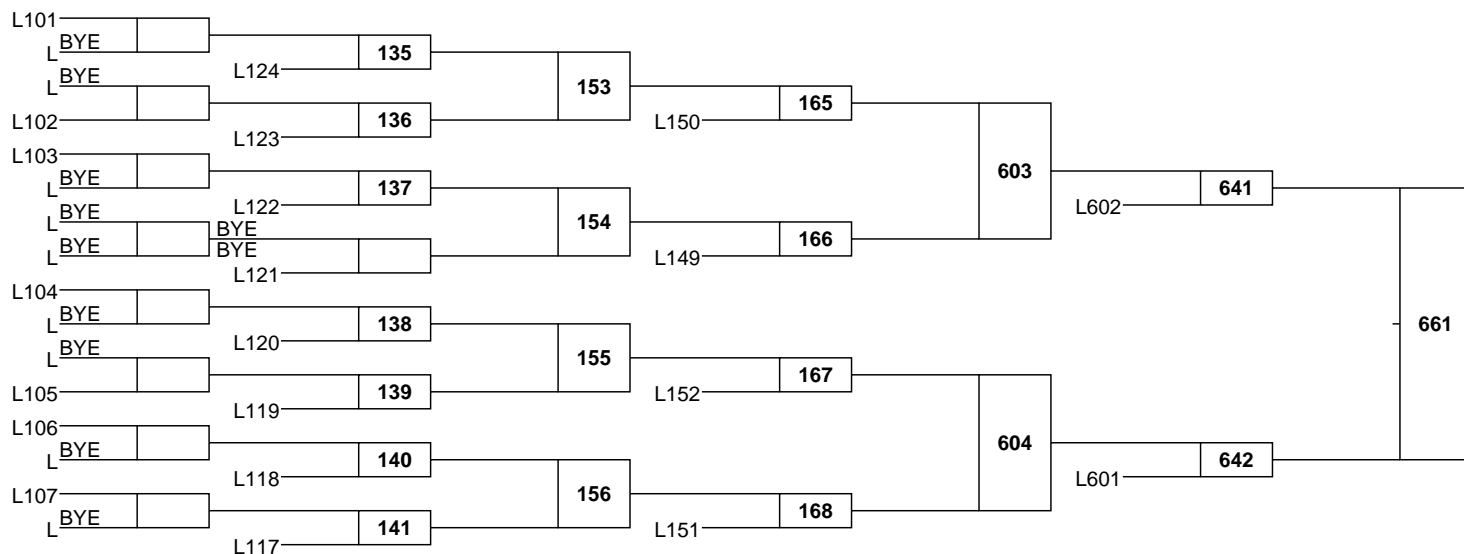 L101
BYE
L
135
L124
BYE
L
153
136
165
L102
L123
L150
L103
BYE
L
137
603
L122
641
L602
BYE
L
BYE
154
BYE
L
BYE
166
L121
L149
L104
BYE
L
138
661
L120
BYE
L
155
139
167
L105
L119
L152
L106
BYE
L
140
604
L118
642
L601
L107
BYE
L
156
141
168
L117
L151